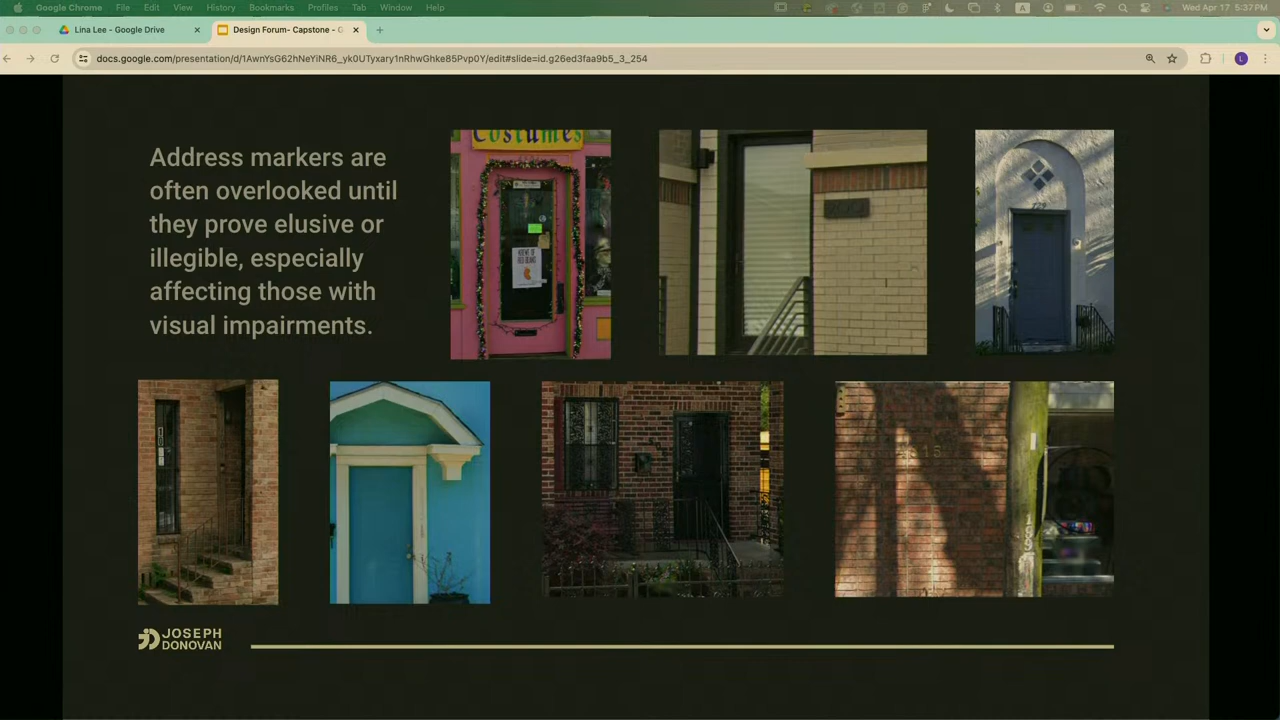 Google Chrome File Edit View History Bookmarks Profiles Tab Window Help
A
Wed Apr 17 5:37 PM
Lina Lee - Google Drive
Design Forum- Capstone - G
docs.google.com/presentation/d/1AwnYsG62hNeYiNR6_yk0UTyxary1nRhwGhke85Pvp0Y/edit#slide=id.g26ed3faa9b5_3_254
L
Address markers are
often overlooked until
they prove elusive or
illegible, especially
affecting those with
visual impairments.
Costumes
JOSEPH
DONOVAN